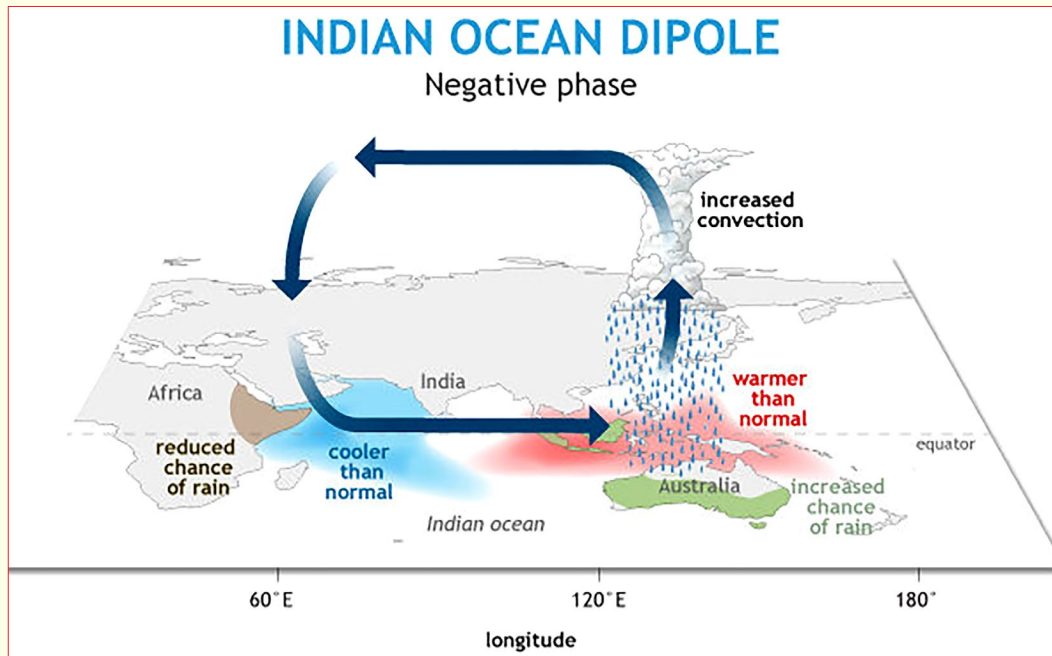 INDIAN OCEAN DIPOLE
Negative phase
increased
convection
Africa
India
warmer
than
normal
equator
reduced
chance
of rain
cooler
than
normal
Australia
increased
chance
of rain
Indian ocean
60°E
120°E
180°
longitude